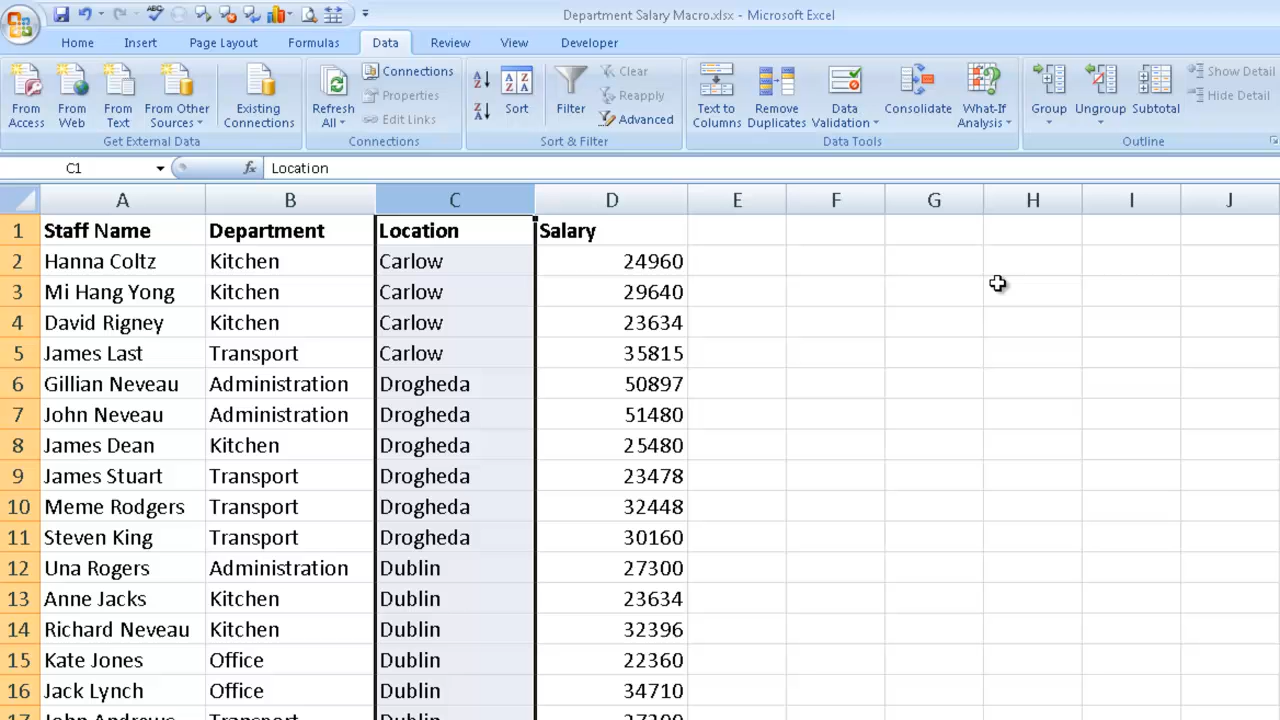 Department Salary Macro.xlsx - Microsoft Excel
Home Insert Page Layout Formulas Data Review View Developer
From Access
From Web
From Text
From Other Sources
Existing Connections
Get External Data
Refresh All
Connections
Properties
Edit Links
Connections
Sort
Filter
Clear
Reapply
Advanced
Sort & Filter
Text to Columns
Remove Duplicates
Data Validation
Consolidate
What-If Analysis
Data Tools
Group
Ungroup
Subtotal
Show Detail
Hide Detail
Outline
C1 fx Location
A B C D E F G H I J
1 Staff Name Department Location Salary
2 Hanna Coltz Kitchen Carlow 24960
3 Mi Hang Yong Kitchen Carlow 29640
4 David Rigney Kitchen Carlow 23634
5 James Last Transport Carlow 35815
6 Gillian Neveau Administration Drogheda 50897
7 John Neveau Administration Drogheda 51480
8 James Dean Kitchen Drogheda 25480
9 James Stuart Transport Drogheda 23478
10 Meme Rodgers Transport Drogheda 32448
11 Steven King Transport Drogheda 30160
12 Una Rogers Administration Dublin 27300
13 Anne Jacks Kitchen Dublin 23634
14 Richard Neveau Kitchen Dublin 32396
15 Kate Jones Office Dublin 22360
16 Jack Lynch Office Dublin 34710
17 John Andrews Transport Dublin